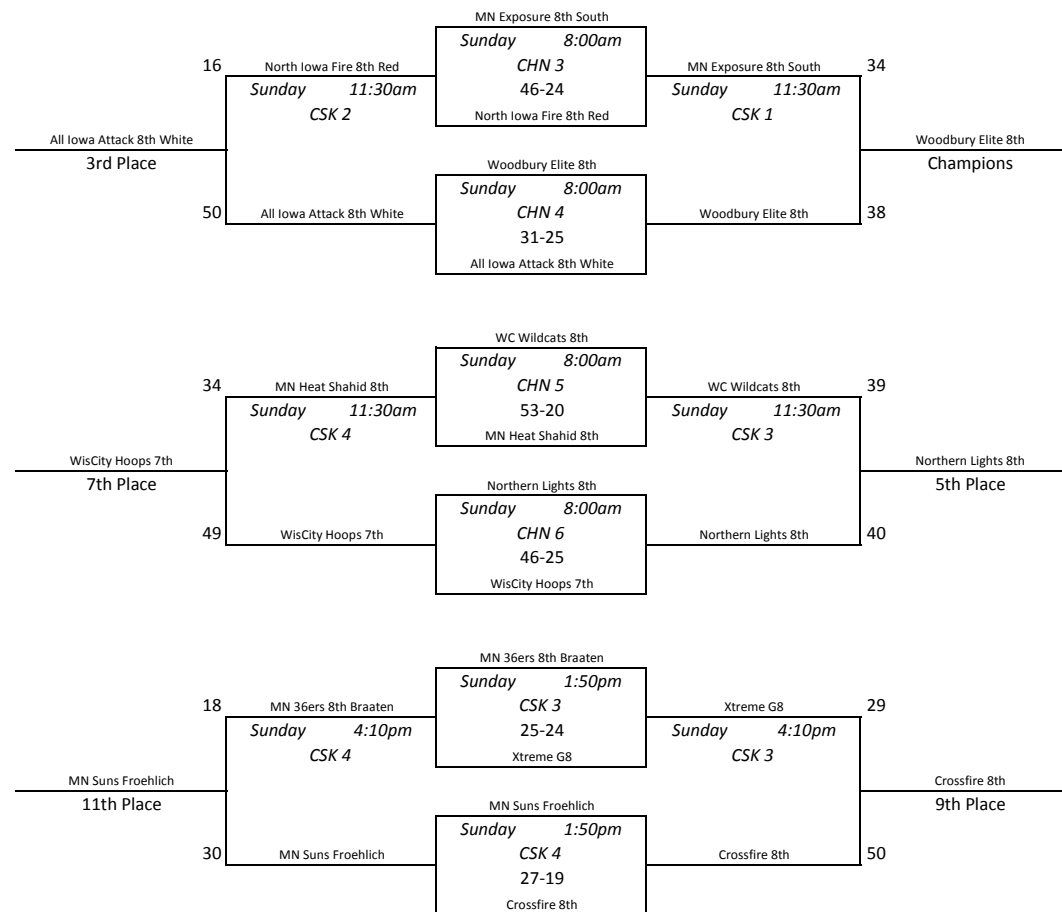 MN Exposure 8th South
Sunday 8:00am
16 North Iowa Fire 8th Red CHN 3 MN Exposure 8th South 34
Sunday 11:30am 46-24 Sunday 11:30am
CSK 2 North Iowa Fire 8th Red CSK 1
All Iowa Attack 8th White Woodbury Elite 8th
3rd Place Woodbury Elite 8th Champions
Sunday 8:00am
50 All Iowa Attack 8th White CHN 4 Woodbury Elite 8th 38
31-25
All Iowa Attack 8th White
WC Wildcats 8th
Sunday 8:00am
34 MN Heat Shahid 8th CHN 5 WC Wildcats 8th 39
Sunday 11:30am 53-20 Sunday 11:30am
CSK 4 MN Heat Shahid 8th CSK 3
WisCity Hoops 7th Northern Lights 8th
7th Place Northern Lights 8th 5th Place
Sunday 8:00am
49 WisCity Hoops 7th CHN 6 Northern Lights 8th 40
46-25
WisCity Hoops 7th
MN 36ers 8th Braaten
Sunday 1:50pm
18 MN 36ers 8th Braaten CSK 3 Xtreme G8 29
Sunday 4:10pm 25-24 Sunday 4:10pm
CSK 4 Xtreme G8 CSK 3
MN Suns Froehlich Crossfire 8th
11th Place MN Suns Froehlich 9th Place
Sunday 1:50pm
30 MN Suns Froehlich CSK 4 Crossfire 8th 50
27-19
Crossfire 8th